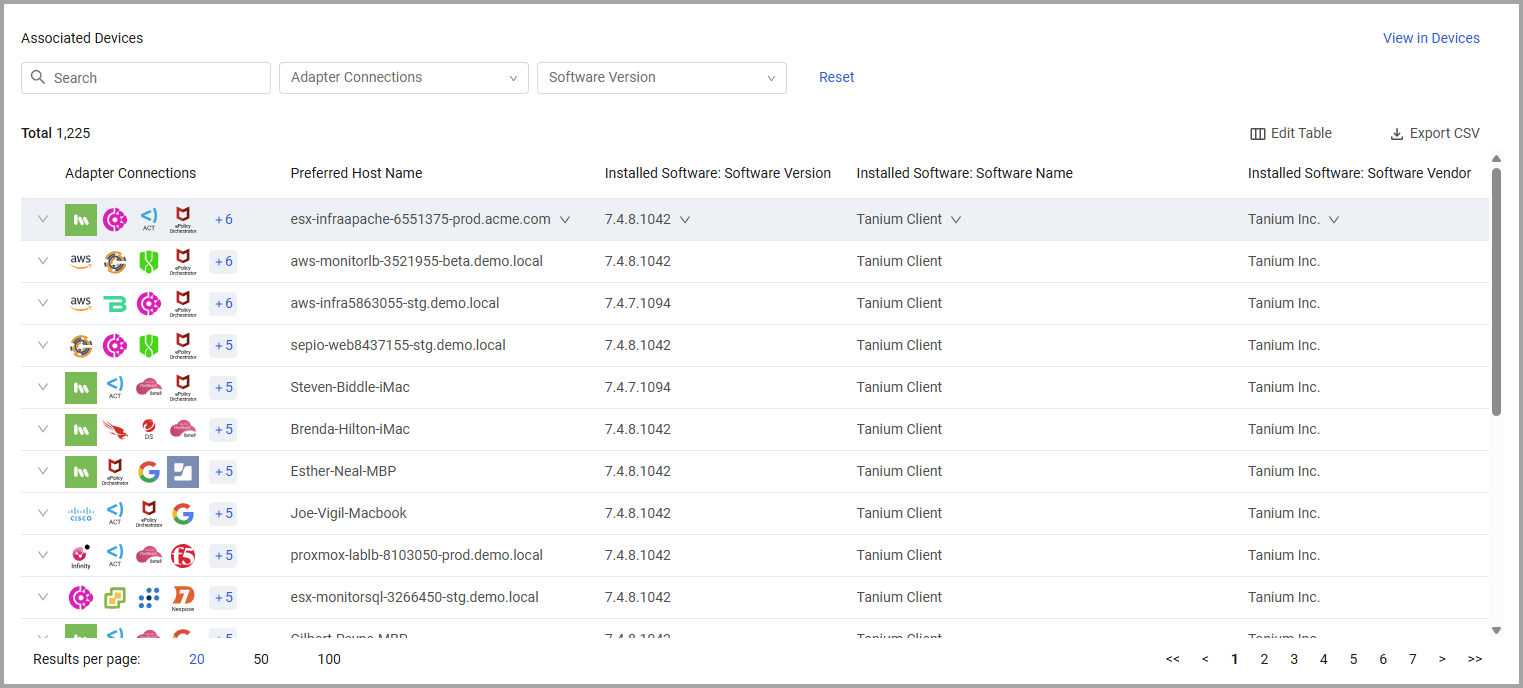 Associated Devices View in Devices
Search Adapter Connections Software Version Reset
Total 1,225 Edit Table Export CSV
Adapter Connections Preferred Host Name Installed Software: Software Version Installed Software: Software Name Installed Software: Software Vendor
ACT ePolicy Orchestrator +6 esx-infraapache-6551375-prod.acme.com 7.4.8.1042 Tanium Client Tanium Inc.
aws ePolicy Orchestrator +6 aws-monitorlb-3521955-beta.demo.local 7.4.8.1042 Tanium Client Tanium Inc.
aws ePolicy Orchestrator +6 aws-infra5863055-stg.demo.local 7.4.7.1094 Tanium Client Tanium Inc.
ePolicy Orchestrator +5 sepio-web8437155-stg.demo.local 7.4.8.1042 Tanium Client Tanium Inc.
ACT ePolicy Orchestrator +5 Steven-Biddle-iMac 7.4.7.1094 Tanium Client Tanium Inc.
DS +5 Brenda-Hilton-iMac 7.4.8.1042 Tanium Client Tanium Inc.
ePolicy Orchestrator +5 Esther-Neal-MBP 7.4.8.1042 Tanium Client Tanium Inc.
cisco ACT ePolicy Orchestrator +5 Joe-Vigil-Macbook 7.4.8.1042 Tanium Client Tanium Inc.
Infinity ACT f5 +5 proxmox-lablb-8103050-prod.demo.local 7.4.8.1042 Tanium Client Tanium Inc.
Nexpose +5 esx-monitorsql-3266450-stg.demo.local 7.4.8.1042 Tanium Client Tanium Inc.
+5 Gilbert-Payne-MBP 7.4.8.1042 Tanium Client Tanium Inc.
Results per page: 20 50 100 << < 1 2 3 4 5 6 7 > >>